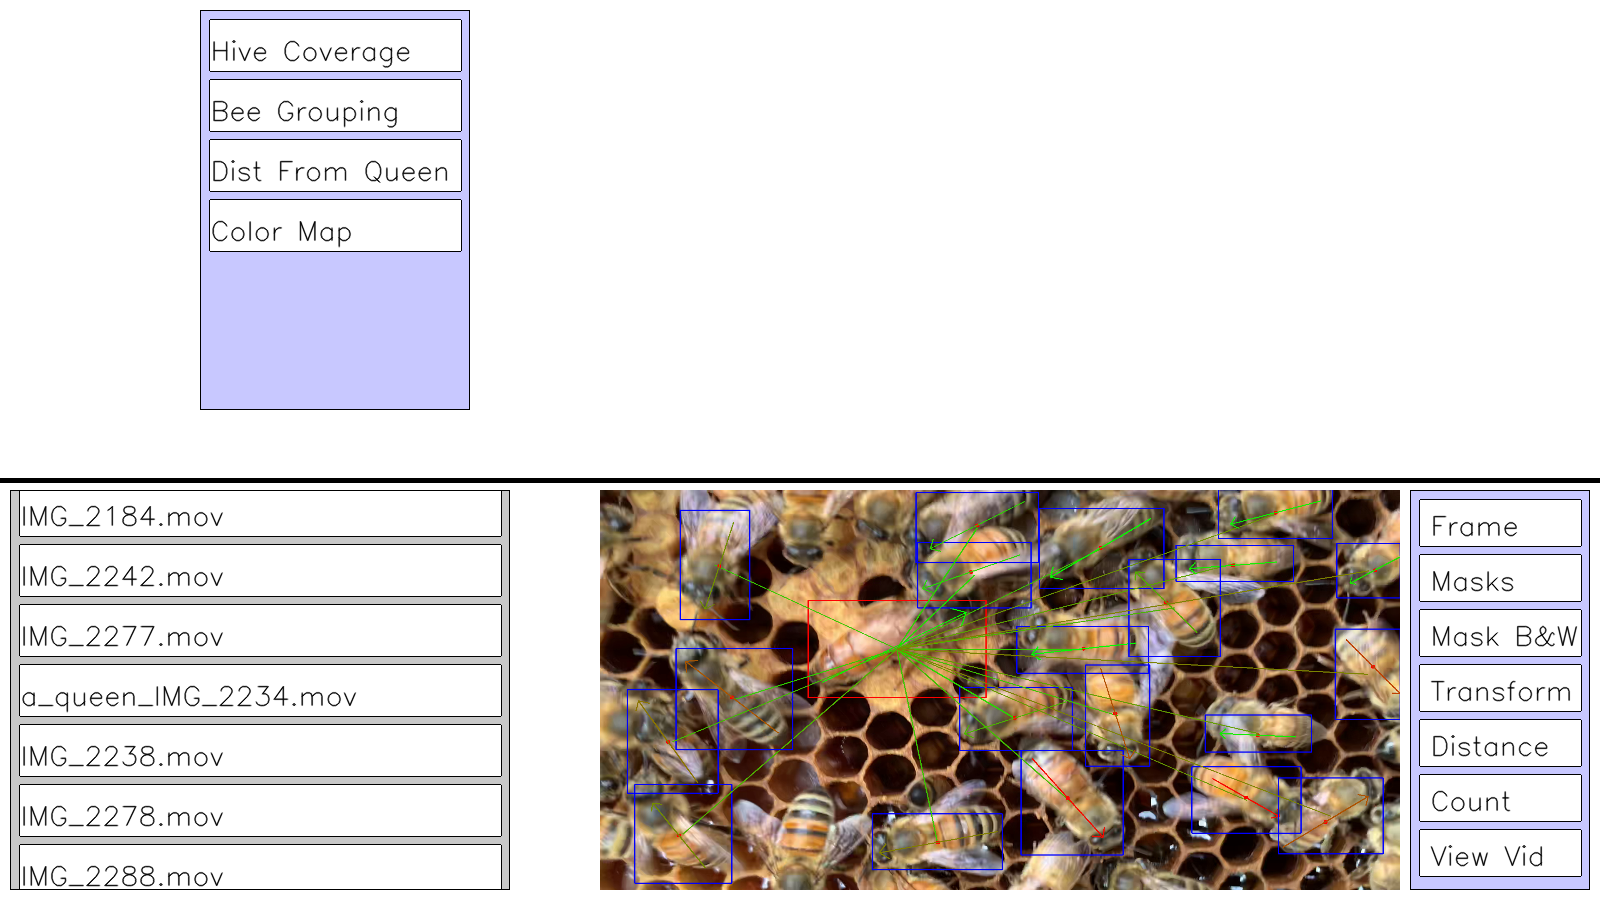 Hive Coverage
Bee Grouping
Dist From Queen
Color Map
IMG_2184.mov
IMG_2242.mov
IMG_2277.mov
a_queen_IMG_2234.mov
IMG_2238.mov
IMG_2278.mov
IMG_2288.mov
Frame
Masks
Mask B&W
Transform
Distance
Count
View Vid